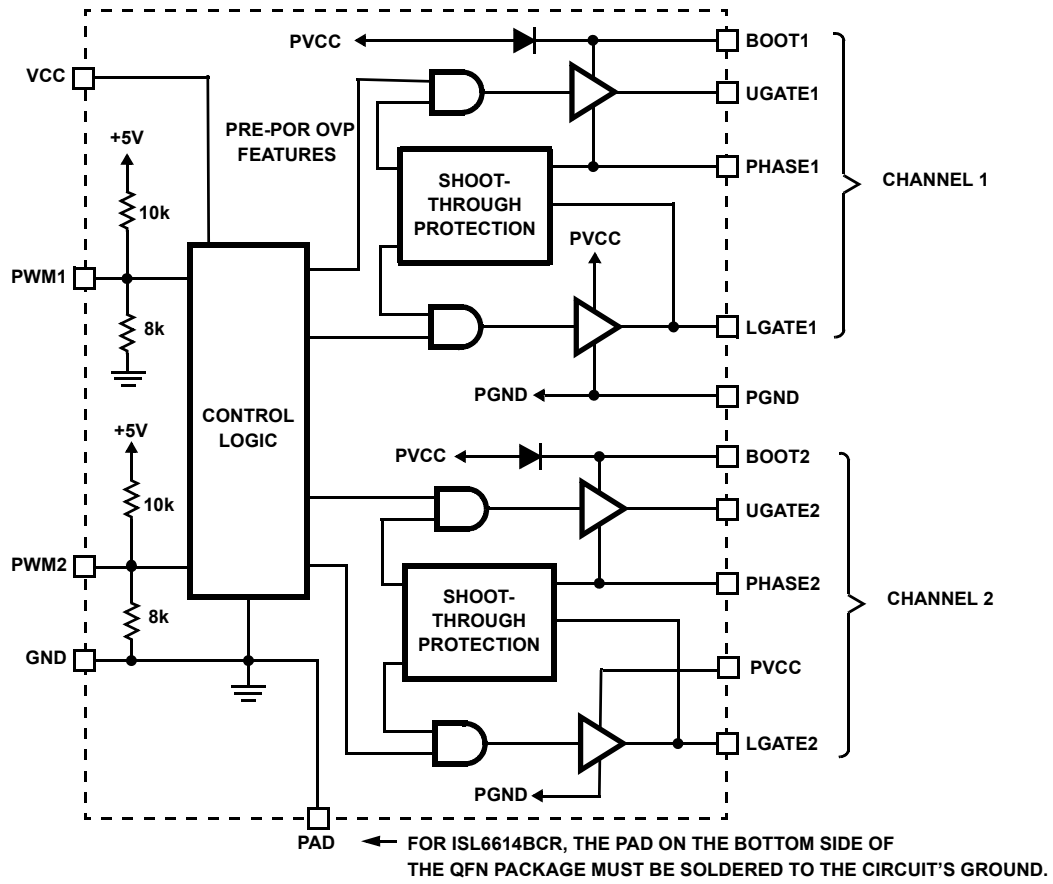 PVCC
BOOT1
VCC
UGATE1
+5V
PRE-POR OVP
FEATURES
PHASE1
CHANNEL 1
10k
SHOOT-
THROUGH
PROTECTION
PVCC
PWM1
8k
LGATE1
PGND
PGND
CONTROL
LOGIC
+5V
PVCC
BOOT2
10k
UGATE2
PWM2
PHASE2
CHANNEL 2
8k
SHOOT-
THROUGH
PROTECTION
GND
PVCC
LGATE2
PGND
PAD
FOR ISL6614BCR, THE PAD ON THE BOTTOM SIDE OF
THE QFN PACKAGE MUST BE SOLDERED TO THE CIRCUIT'S GROUND.